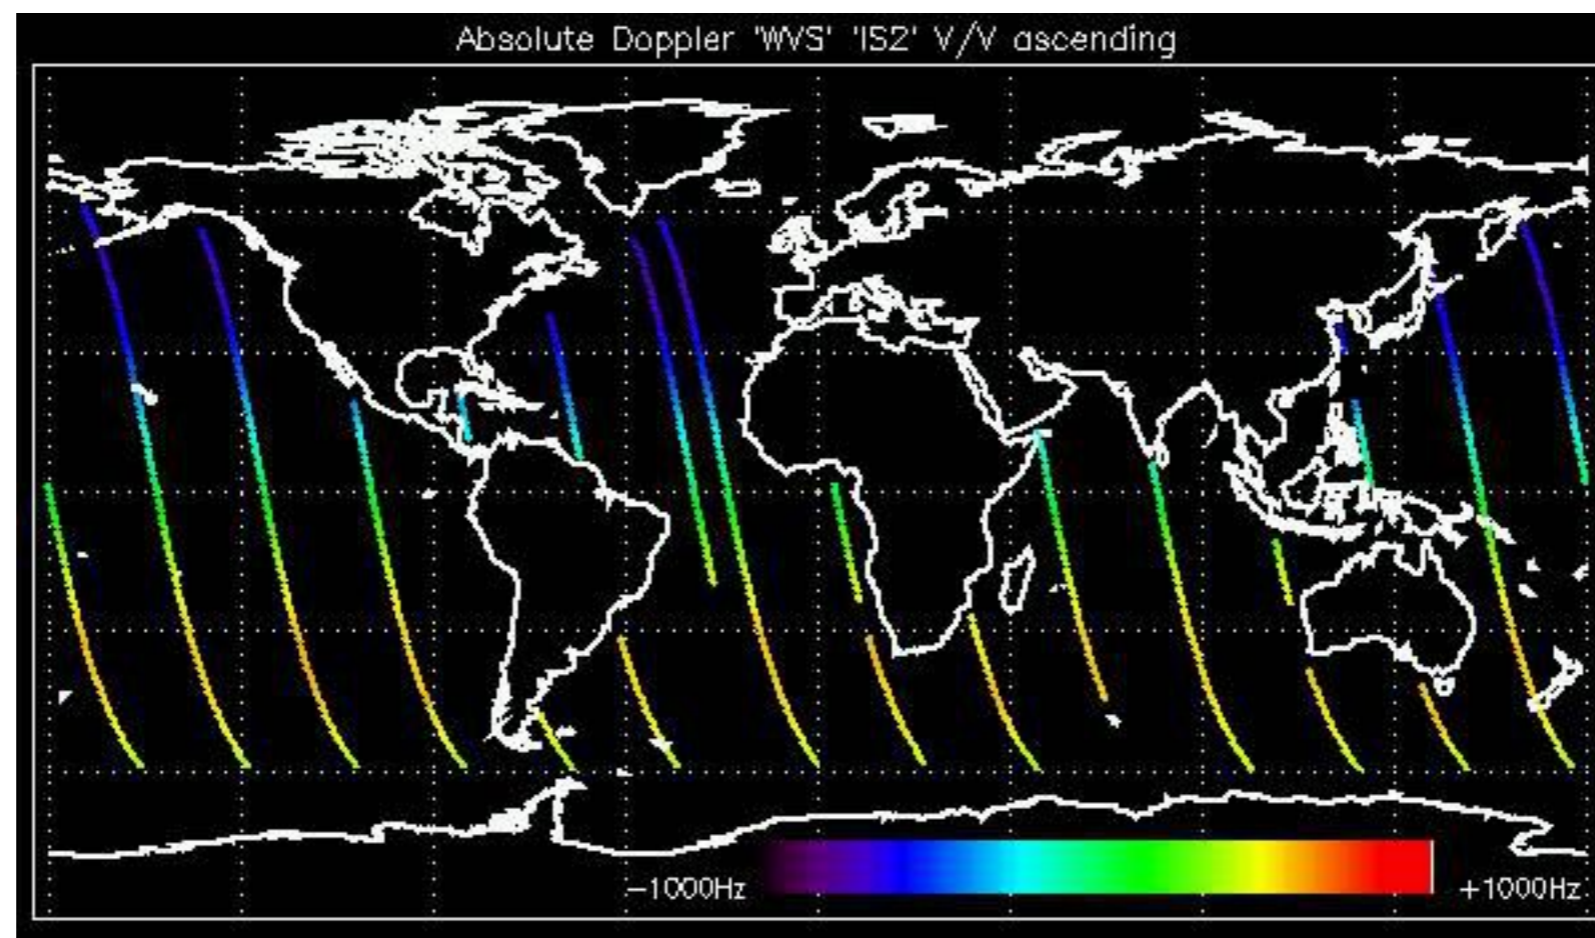 Absolute Doppler 'WVS' 'IS2' V/V ascending
-1000Hz +1000Hz